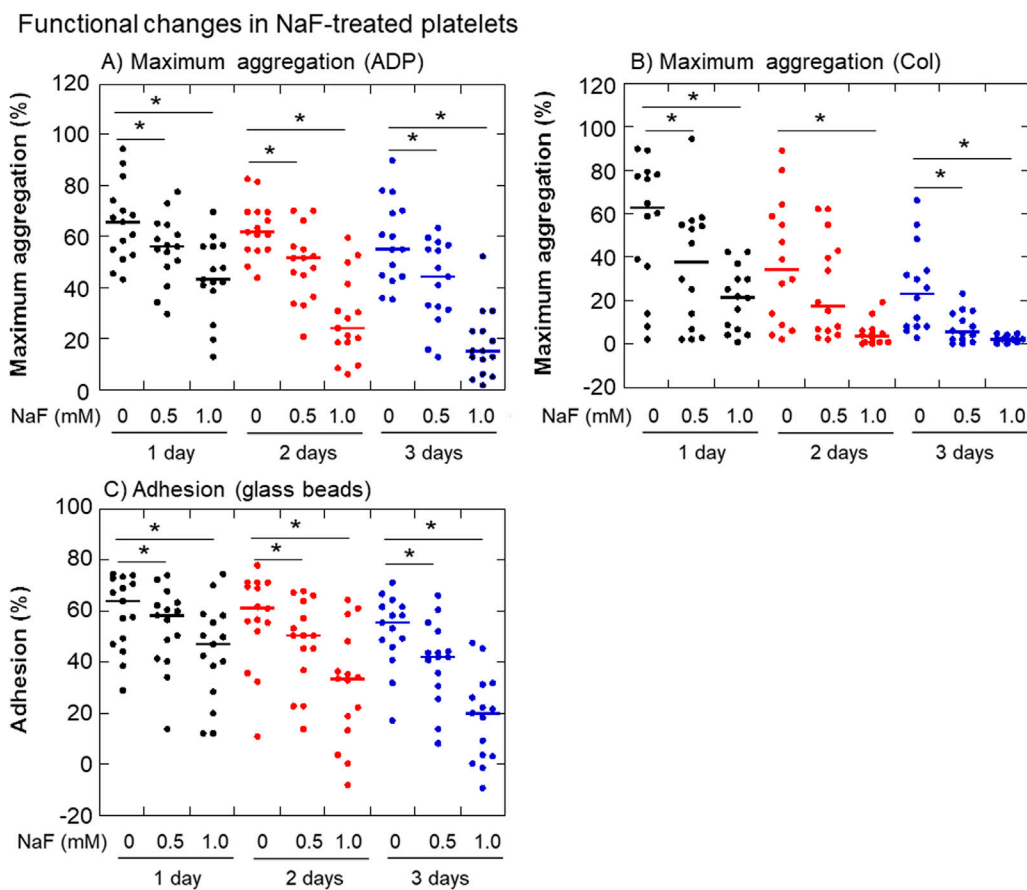 Functional changes in NaF-treated platelets
A) Maximum aggregation (ADP)
Maximum aggregation (%)
120
100
80
60
40
20
0
* * * * * *
NaF (mM) 0 0.5 1.0 0 0.5 1.0 0 0.5 1.0
1 day 2 days 3 days
B) Maximum aggregation (Col)
Maximum aggregation (%)
120
100
80
60
40
20
0
-20
* * * * *
NaF (mM) 0 0.5 1.0 0 0.5 1.0 0 0.5 1.0
1 day 2 days 3 days
C) Adhesion (glass beads)
Adhesion (%)
100
80
60
40
20
0
-20
* * * * * *
NaF (mM) 0 0.5 1.0 0 0.5 1.0 0 0.5 1.0
1 day 2 days 3 days